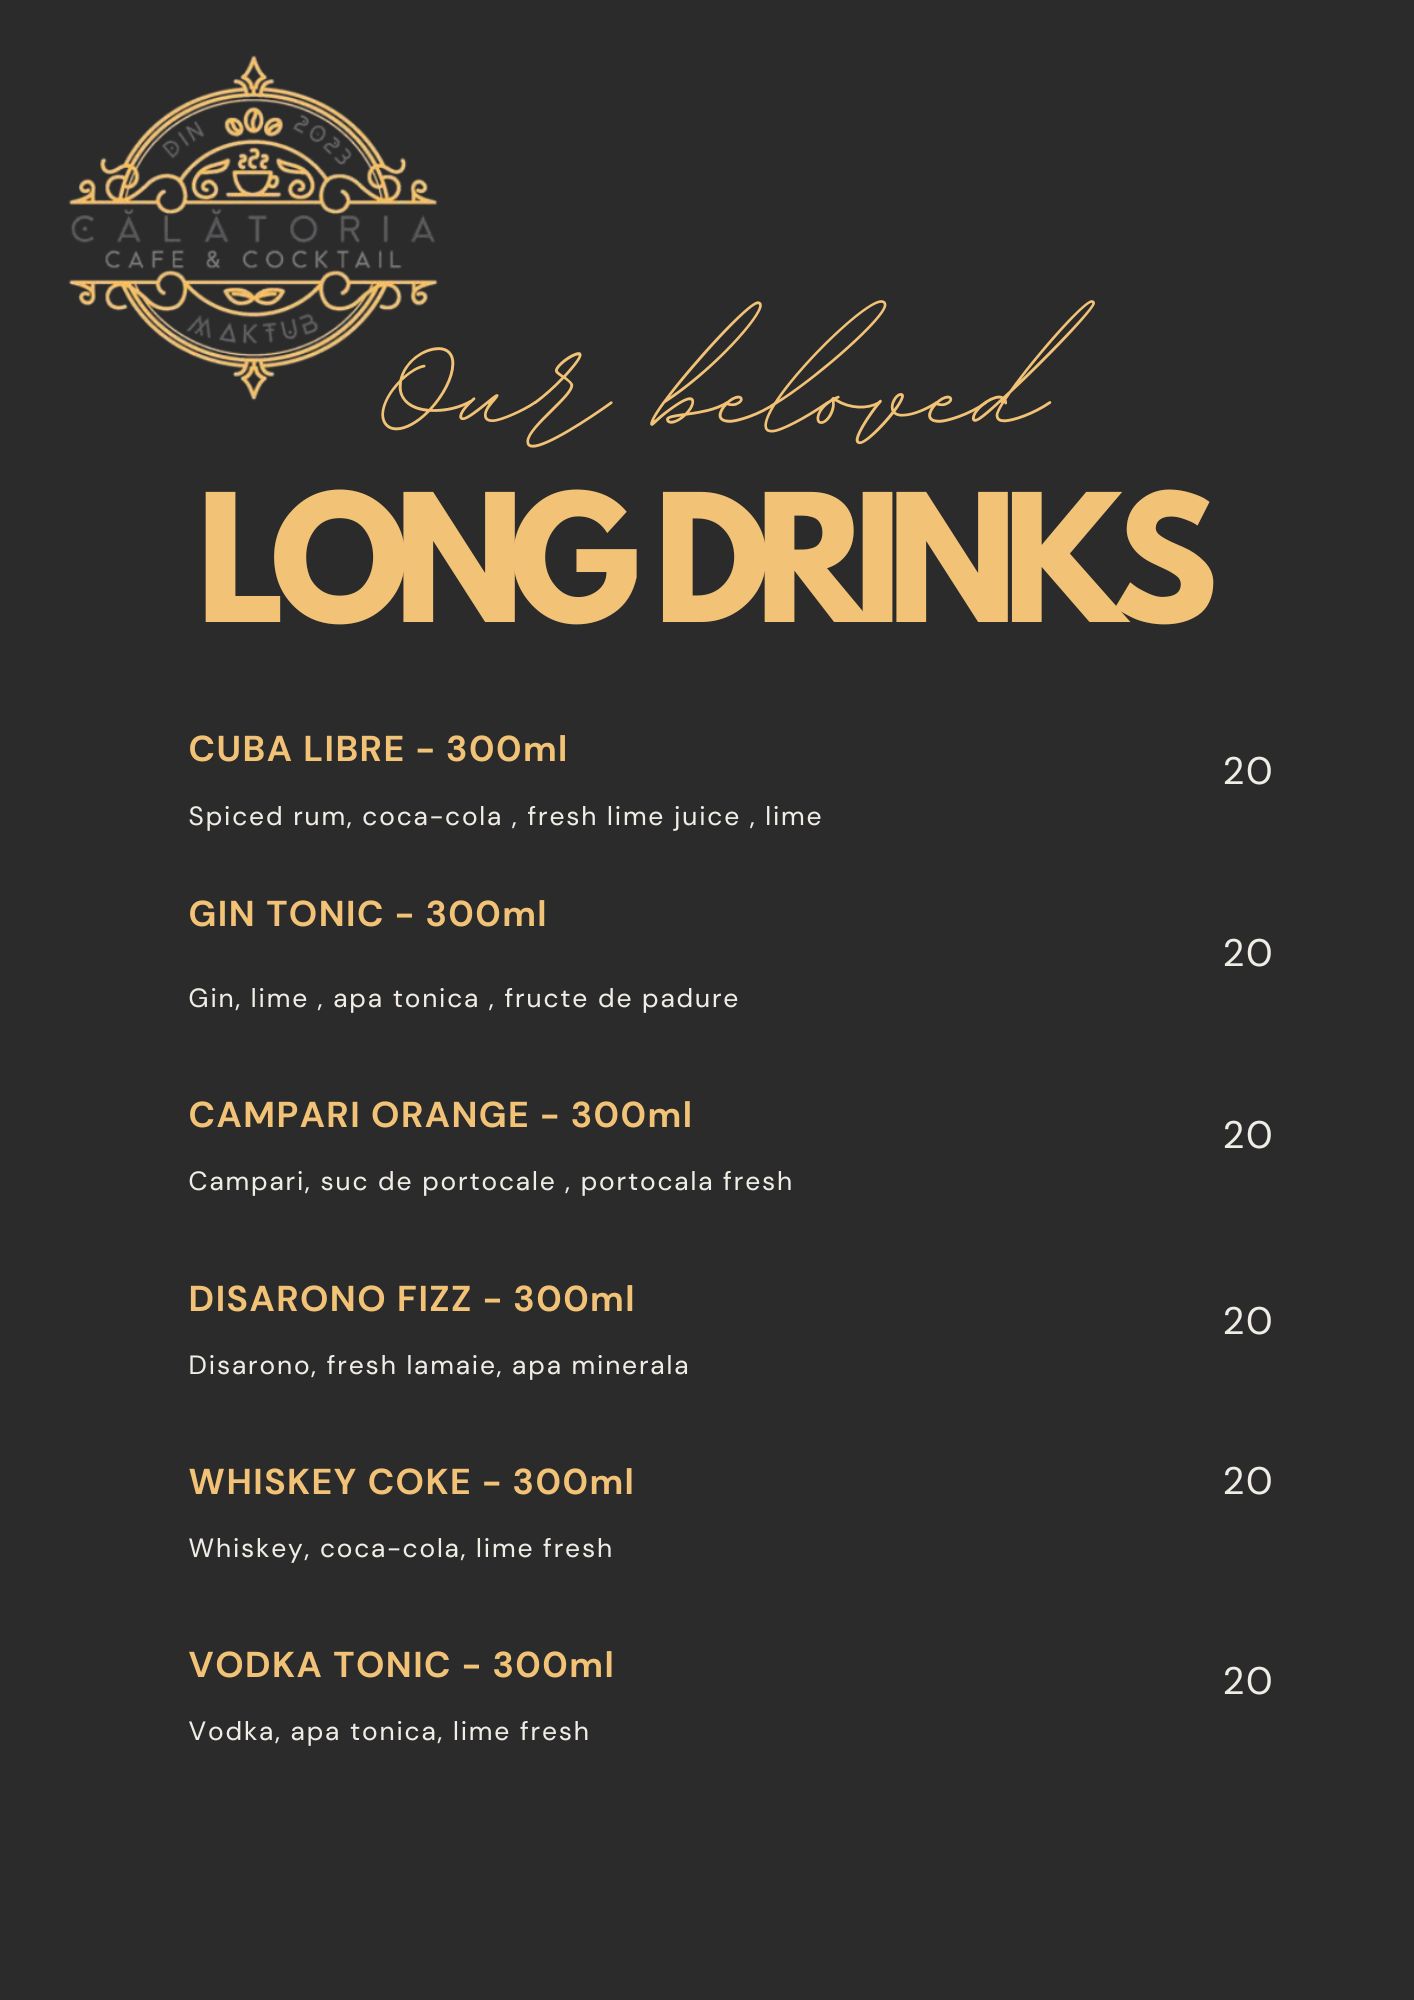 DIN 2023
CĂLĂTORIA
CAFE & COCKTAIL
MAKTUB
Our beloved
LONG DRINKS
CUBA LIBRE - 300ml
20
Spiced rum, coca-cola , fresh lime juice , lime
GIN TONIC - 300ml
20
Gin, lime , apa tonica , fructe de padure
CAMPARI ORANGE - 300ml
20
Campari, suc de portocale , portocala fresh
DISARONO FIZZ - 300ml
20
Disarono, fresh lamaie, apa minerala
WHISKEY COKE - 300ml
20
Whiskey, coca-cola, lime fresh
VODKA TONIC - 300ml
20
Vodka, apa tonica, lime fresh